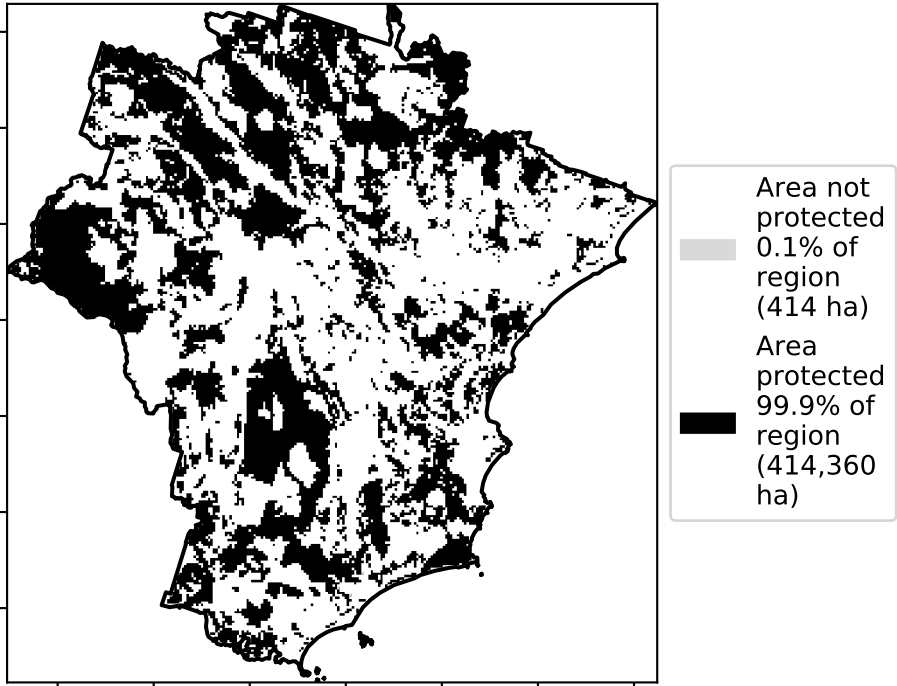 Area not
protected
0.1% of
region
(414 ha)
Area
protected
99.9% of
region
(414,360
ha)